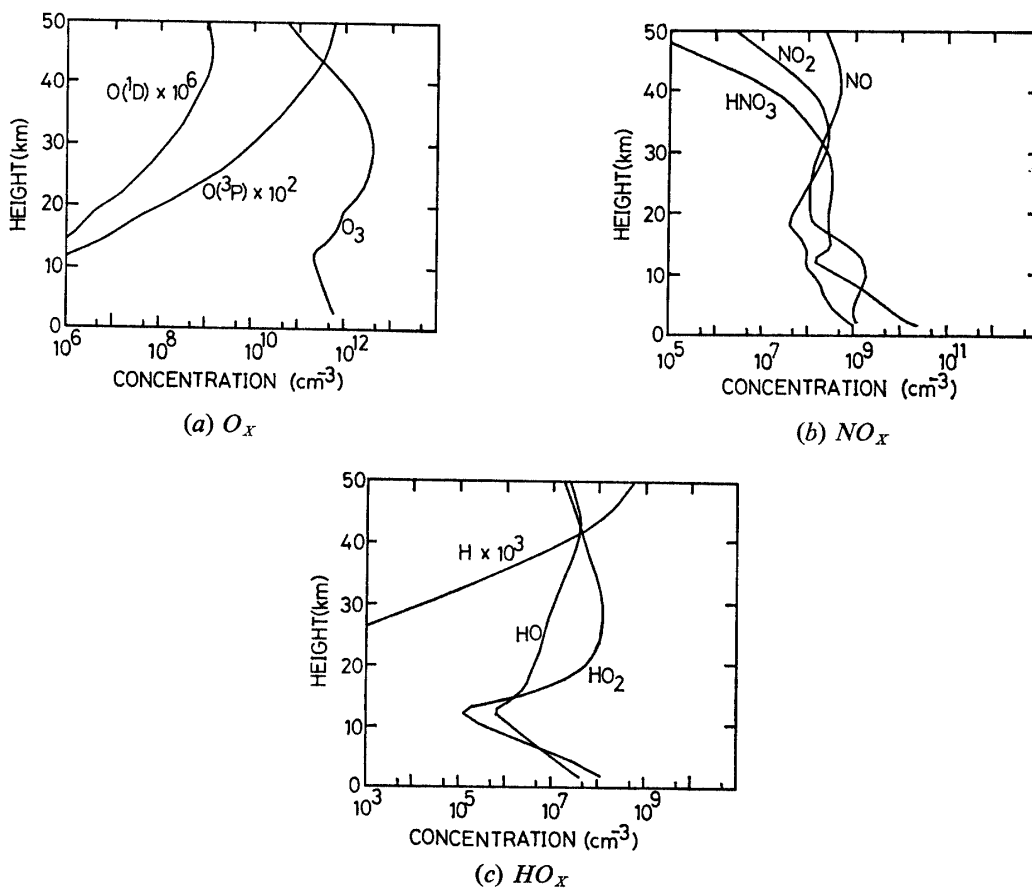 50
40
30
20
10
0
HEIGHT(km)
O(¹D) × 10⁶
O(³P) × 10²
O₃
10⁶ 10⁸ 10¹⁰ 10¹²
CONCENTRATION (cm⁻³)
(a) Oₓ
50
40
30
20
10
0
HEIGHT(km)
NO₂
NO
HNO₃
10⁵ 10⁷ 10⁹ 10¹¹
CONCENTRATION (cm⁻³)
(b) NOₓ
50
40
30
20
10
0
HEIGHT(km)
H × 10³
HO
HO₂
10³ 10⁵ 10⁷ 10⁹
CONCENTRATION (cm⁻³)
(c) HOₓ